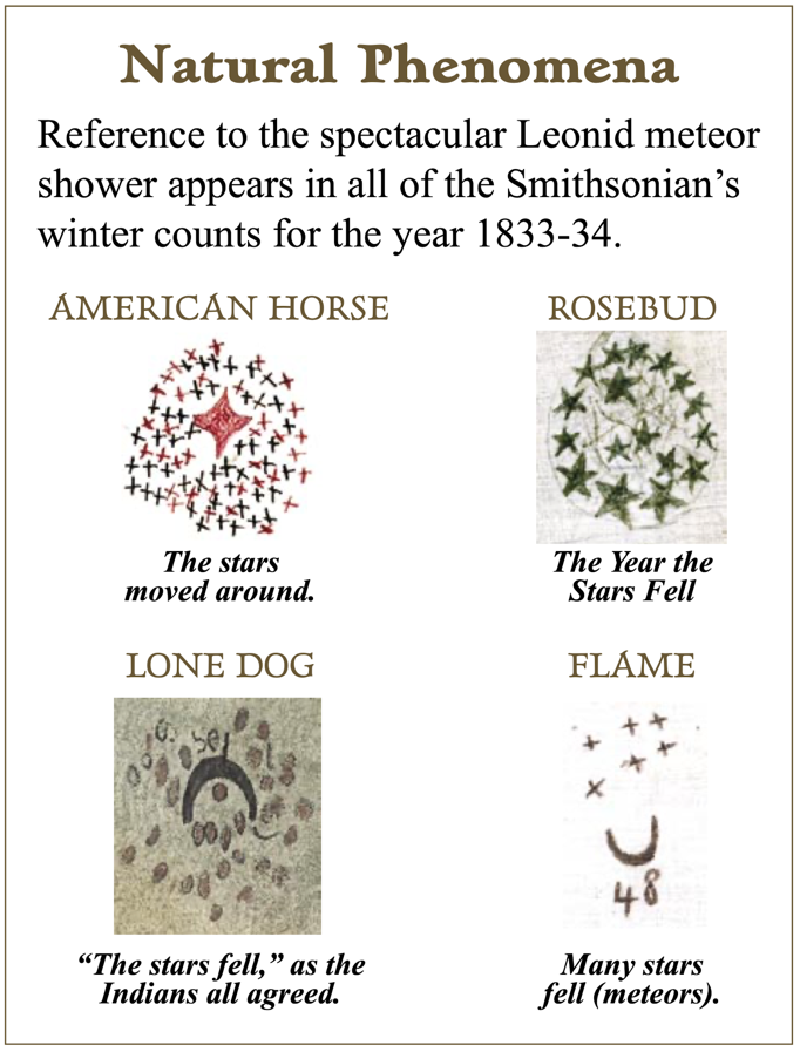 Natural Phenomena
Reference to the spectacular Leonid meteor
shower appears in all of the Smithsonian’s
winter counts for the year 1833-34.
AMERICAN HORSE
The stars
moved around.
ROSEBUD
The Year the
Stars Fell
LONE DOG
“The stars fell,” as the
Indians all agreed.
FLAME
48
Many stars
fell (meteors).